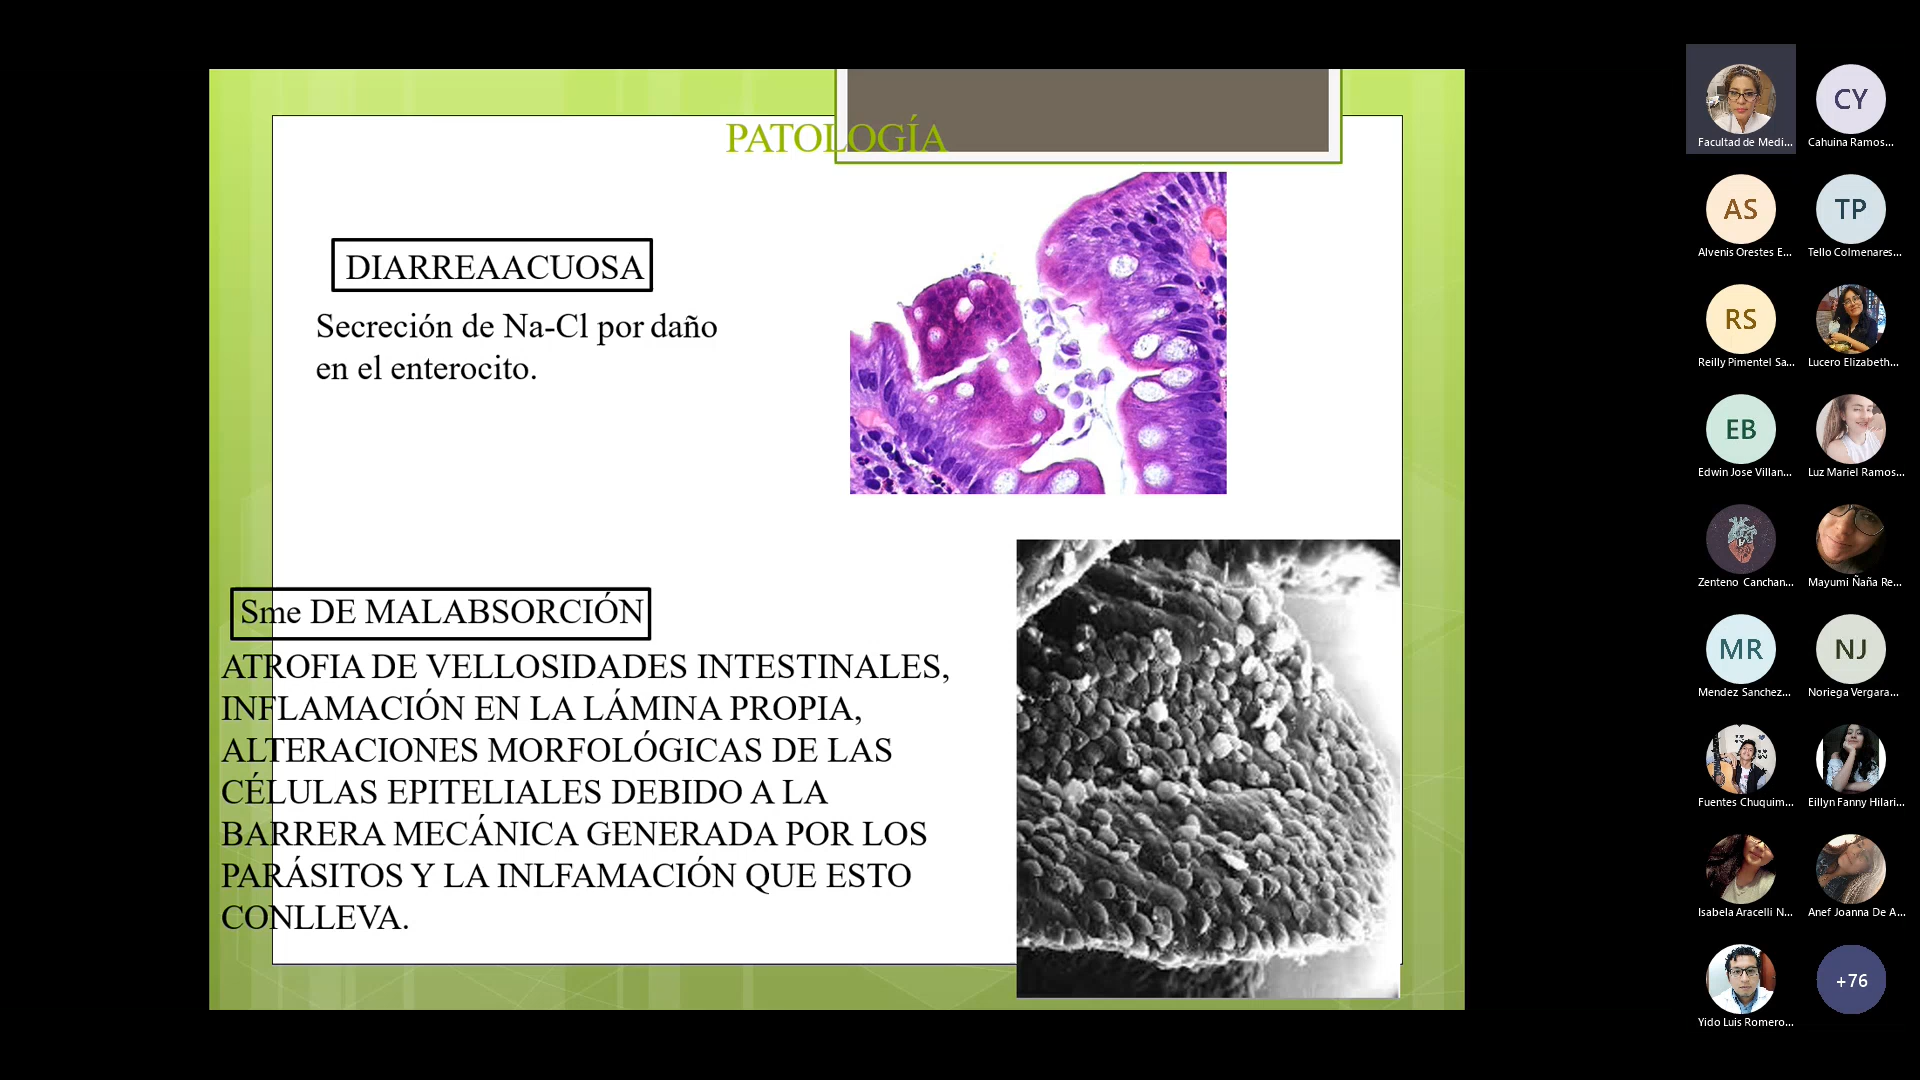 PATOLOGÍA
DIARREAACUOSA
Secreción de Na-Cl por daño
en el enterocito.
Sme DE MALABSORCIÓN
ATROFIA DE VELLOSIDADES INTESTINALES,
INFLAMACIÓN EN LA LÁMINA PROPIA,
ALTERACIONES MORFOLÓGICAS DE LAS
CÉLULAS EPITELIALES DEBIDO A LA
BARRERA MECÁNICA GENERADA POR LOS
PARÁSITOS Y LA INLFAMACIÓN QUE ESTO
CONLLEVA.
Facultad de Medi...
CY
Cahuina Ramos...
AS
Alvenis Orestes E...
TP
Tello Colmenares...
RS
Reilly Pimentel Sa...
Lucero Elizabeth...
EB
Edwin Jose Villan...
Luz Mariel Ramos...
Zenteno Canchan...
Mayumi Ñaña Re...
MR
Mendez Sanchez...
NJ
Noriega Vergara...
Fuentes Chuquim...
Eillyn Fanny Hilari...
Isabela Aracelli N...
Anef Joanna De A...
Yido Luis Romero...
+76